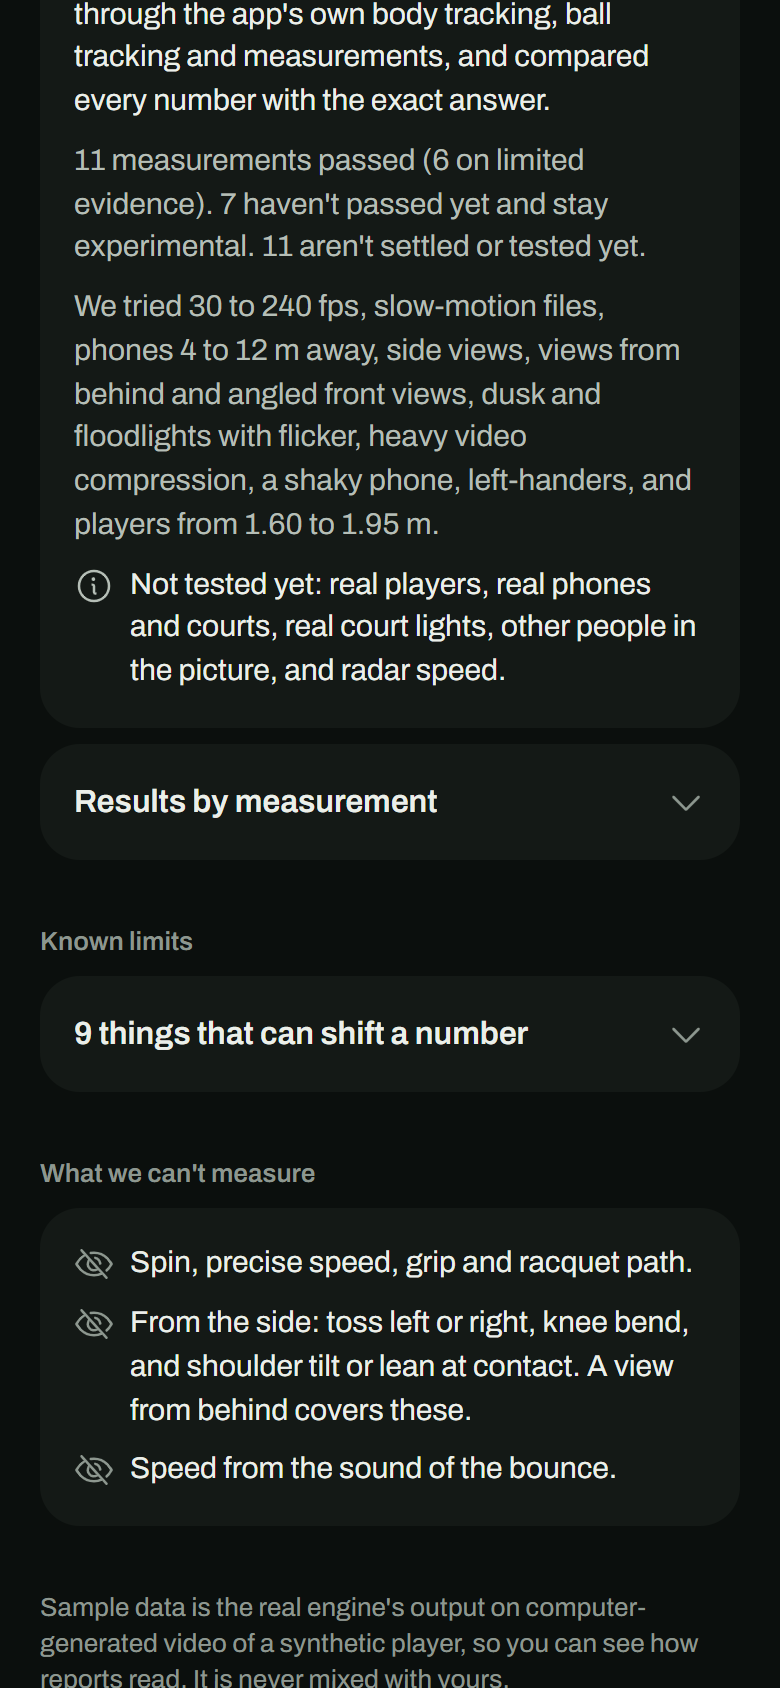 through the app's own body tracking, ball
tracking and measurements, and compared
every number with the exact answer.
11 measurements passed (6 on limited
evidence). 7 haven't passed yet and stay
experimental. 11 aren't settled or tested yet.
We tried 30 to 240 fps, slow-motion files,
phones 4 to 12 m away, side views, views from
behind and angled front views, dusk and
floodlights with flicker, heavy video
compression, a shaky phone, left-handers, and
players from 1.60 to 1.95 m.
Not tested yet: real players, real phones
and courts, real court lights, other people in
the picture, and radar speed.
Results by measurement
Known limits
9 things that can shift a number
What we can't measure
Spin, precise speed, grip and racquet path.
From the side: toss left or right, knee bend,
and shoulder tilt or lean at contact. A view
from behind covers these.
Speed from the sound of the bounce.
Sample data is the real engine's output on computer-
generated video of a synthetic player, so you can see how
reports read. It is never mixed with yours.